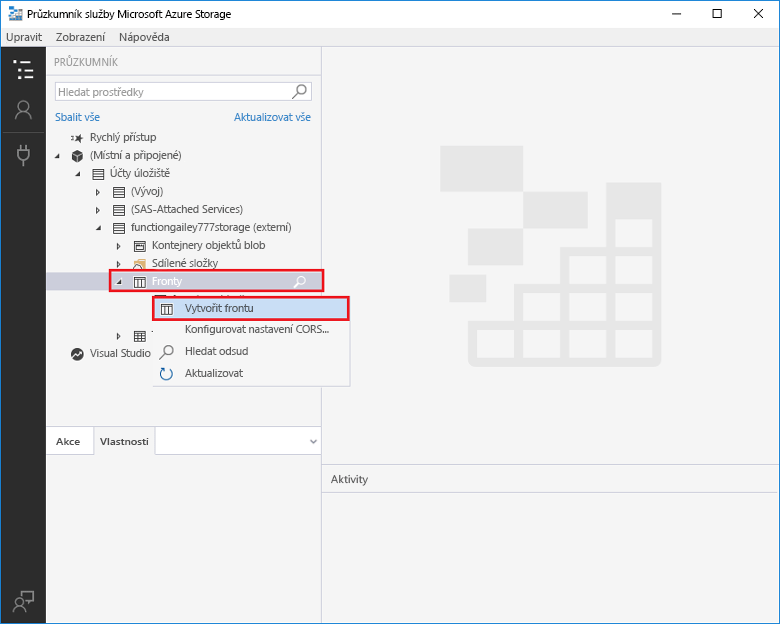 Průzkumník služby Microsoft Azure Storage
Upravit Zobrazení Nápověda
PRŮZKUMNÍK
Hledat prostředky
Sbalit vše Aktualizovat vše
Rychlý přístup
(Místní a připojené)
Účty úložiště
(Vývoj)
(SAS-Attached Services)
functiongailey777storage (externí)
Kontejnery objektů blob
Sdílené složky
Fronty
Vytvořit frontu
Konfigurovat nastavení CORS...
Visual Studio
Hledat odsud
Aktualizovat
Akce Vlastnosti
Aktivity